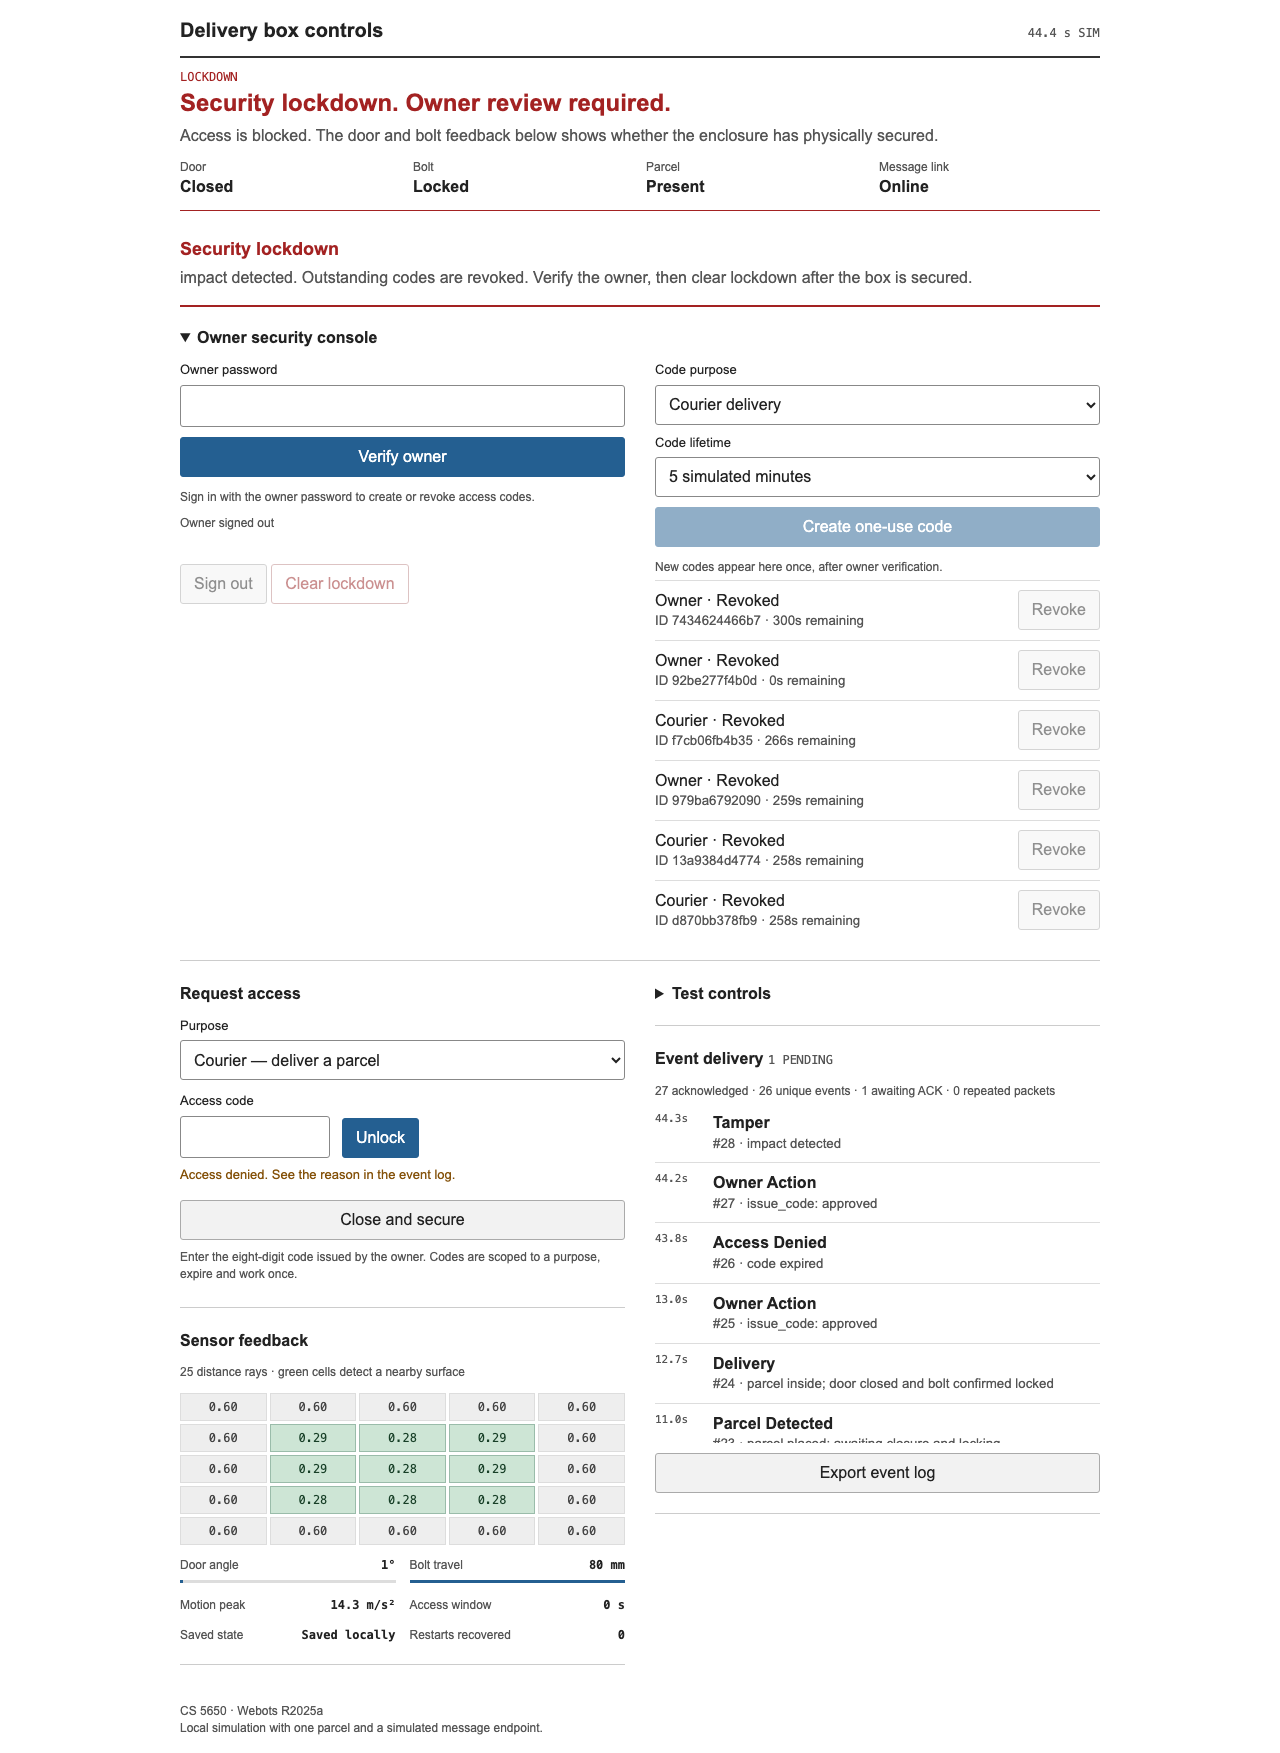 Delivery box controls
44.4 s SIM
LOCKDOWN
Security lockdown. Owner review required.
Access is blocked. The door and bolt feedback below shows whether the enclosure has physically secured.
Door
Closed
Bolt
Locked
Parcel
Present
Message link
Online
Security lockdown
impact detected. Outstanding codes are revoked. Verify the owner, then clear lockdown after the box is secured.
▼ Owner security console
Owner password
Verify owner
Sign in with the owner password to create or revoke access codes.
Owner signed out
Sign out
Clear lockdown
Code purpose
Courier delivery
Code lifetime
5 simulated minutes
Create one-use code
New codes appear here once, after owner verification.
Owner · Revoked
ID 7434624466b7 · 300s remaining
Revoke
Owner · Revoked
ID 92be277f4b0d · 0s remaining
Revoke
Courier · Revoked
ID f7cb06fb4b35 · 266s remaining
Revoke
Owner · Revoked
ID 979ba6792090 · 259s remaining
Revoke
Courier · Revoked
ID 13a9384d4774 · 258s remaining
Revoke
Courier · Revoked
ID d870bb378fb9 · 258s remaining
Revoke
Request access
Purpose
Courier — deliver a parcel
Access code
Unlock
Access denied. See the reason in the event log.
Close and secure
Enter the eight-digit code issued by the owner. Codes are scoped to a purpose,
expire and work once.
Sensor feedback
25 distance rays · green cells detect a nearby surface
0.60 0.60 0.60 0.60 0.60
0.60 0.29 0.28 0.29 0.60
0.60 0.29 0.28 0.29 0.60
0.60 0.28 0.28 0.28 0.60
0.60 0.60 0.60 0.60 0.60
Door angle 1°
Bolt travel 80 mm
Motion peak 14.3 m/s²
Access window 0 s
Saved state Saved locally
Restarts recovered 0
▶ Test controls
Event delivery 1 PENDING
27 acknowledged · 26 unique events · 1 awaiting ACK · 0 repeated packets
44.3s Tamper
#28 · impact detected
44.2s Owner Action
#27 · issue_code: approved
43.8s Access Denied
#26 · code expired
13.0s Owner Action
#25 · issue_code: approved
12.7s Delivery
#24 · parcel inside; door closed and bolt confirmed locked
11.0s Parcel Detected
#23 · parcel placed; awaiting closure and locking
Export event log
CS 5650 · Webots R2025a
Local simulation with one parcel and a simulated message endpoint.